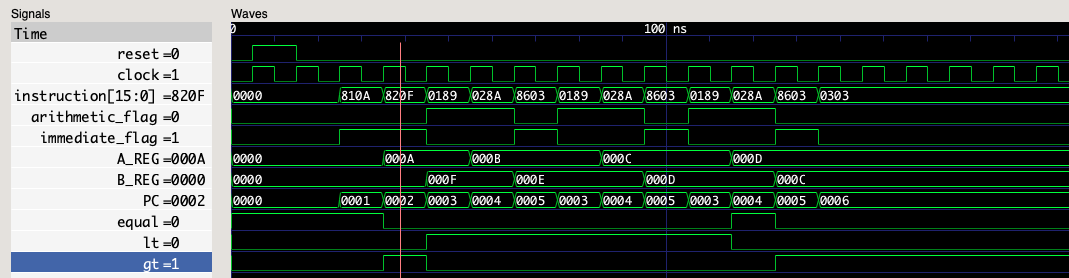 Signals
Waves
Time
0
100 ns
reset=0
clock=1
instruction[15:0] =820F
0000 810A 820F 0189 028A 8603 0189 028A 8603 0189 028A 8603 0303
arithmetic_flag=0
immediate_flag=1
A_REG=000A
0000 000A 000B 000C 000D
B_REG=0000
0000 000F 000E 000D 000C
PC=0002
0000 0001 0002 0003 0004 0005 0003 0004 0005 0003 0004 0005 0006
equal=0
lt=0
gt=1